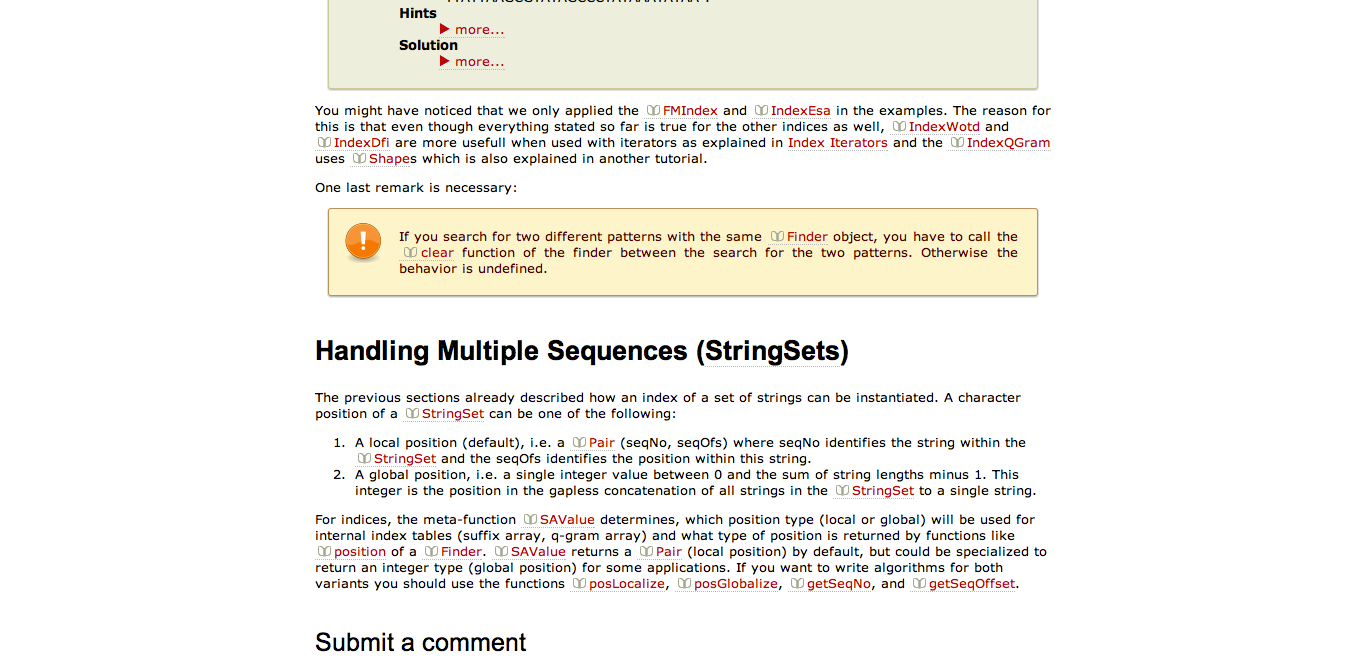 Hints
more...
Solution
more...
You might have noticed that we only applied the FMIndex and IndexEsa in the examples. The reason for
this is that even though everything stated so far is true for the other indices as well, IndexWotd and
IndexDfi are more usefull when used with iterators as explained in Index Iterators and the IndexQGram
uses Shapes which is also explained in another tutorial.
One last remark is necessary:
If you search for two different patterns with the same Finder object, you have to call the
clear function of the finder between the search for the two patterns. Otherwise the
behavior is undefined.
Handling Multiple Sequences (StringSets)
The previous sections already described how an index of a set of strings can be instantiated. A character
position of a StringSet can be one of the following:
1. A local position (default), i.e. a Pair (seqNo, seqOfs) where seqNo identifies the string within the
StringSet and the seqOfs identifies the position within this string.
2. A global position, i.e. a single integer value between 0 and the sum of string lengths minus 1. This
integer is the position in the gapless concatenation of all strings in the StringSet to a single string.
For indices, the meta-function SAValue determines, which position type (local or global) will be used for
internal index tables (suffix array, q-gram array) and what type of position is returned by functions like
position of a Finder. SAValue returns a Pair (local position) by default, but could be specialized to
return an integer type (global position) for some applications. If you want to write algorithms for both
variants you should use the functions posLocalize, posGlobalize, getSeqNo, and getSeqOffset.
Submit a comment